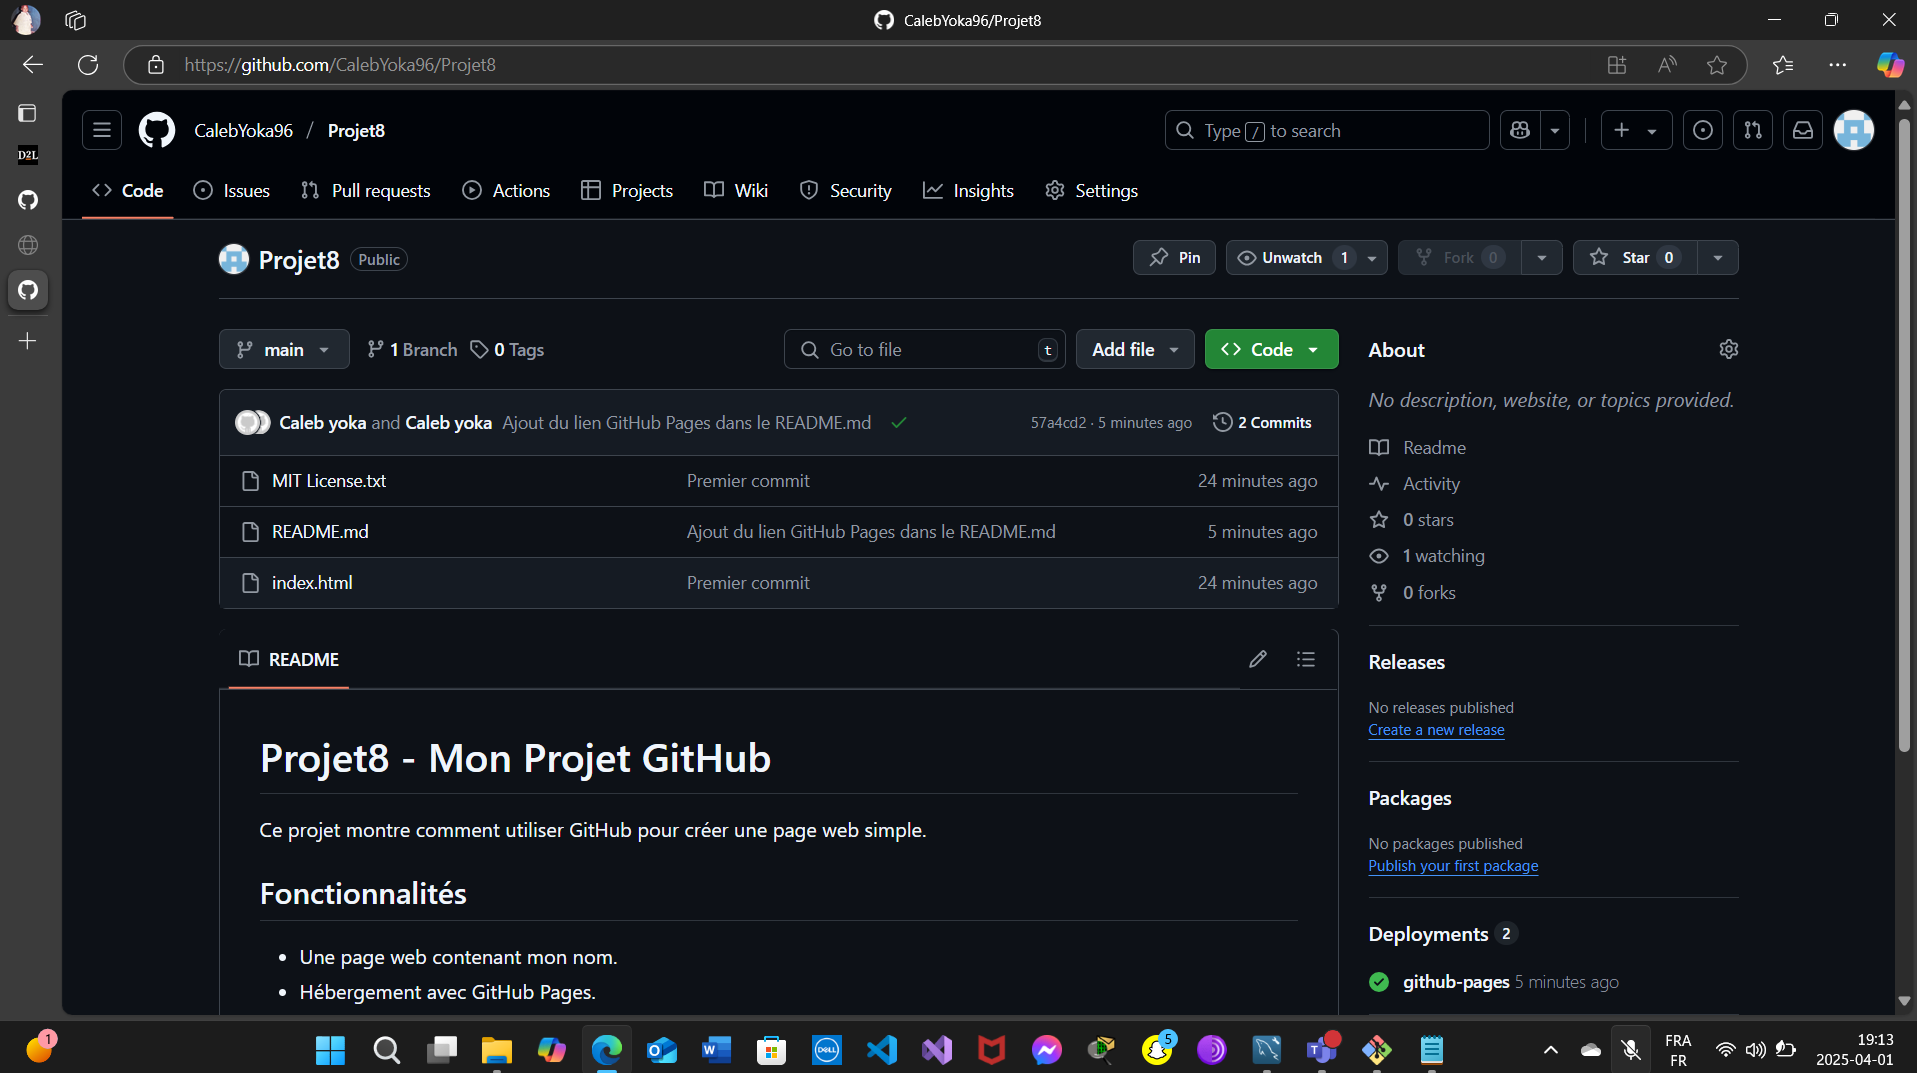 CalebYoka96/Projet8
https://github.com/CalebYoka96/Projet8
D2L
CalebYoka96 / Projet8
Type / to search
Code Issues Pull requests Actions Projects Wiki Security Insights Settings
Projet8 Public
Pin Unwatch 1 Fork 0 Star 0
main 1 Branch 0 Tags Go to file t Add file Code
Caleb yoka and Caleb yoka Ajout du lien GitHub Pages dans le README.md 57a4cd2 · 5 minutes ago 2 Commits
MIT License.txt Premier commit 24 minutes ago
README.md Ajout du lien GitHub Pages dans le README.md 5 minutes ago
index.html Premier commit 24 minutes ago
README
Projet8 - Mon Projet GitHub
Ce projet montre comment utiliser GitHub pour créer une page web simple.
Fonctionnalités
Une page web contenant mon nom.
Hébergement avec GitHub Pages.
About
No description, website, or topics provided.
Readme
Activity
0 stars
1 watching
0 forks
Releases
No releases published
Create a new release
Packages
No packages published
Publish your first package
Deployments 2
github-pages 5 minutes ago
1
DELL
5
FRA
FR
19:13
2025-04-01